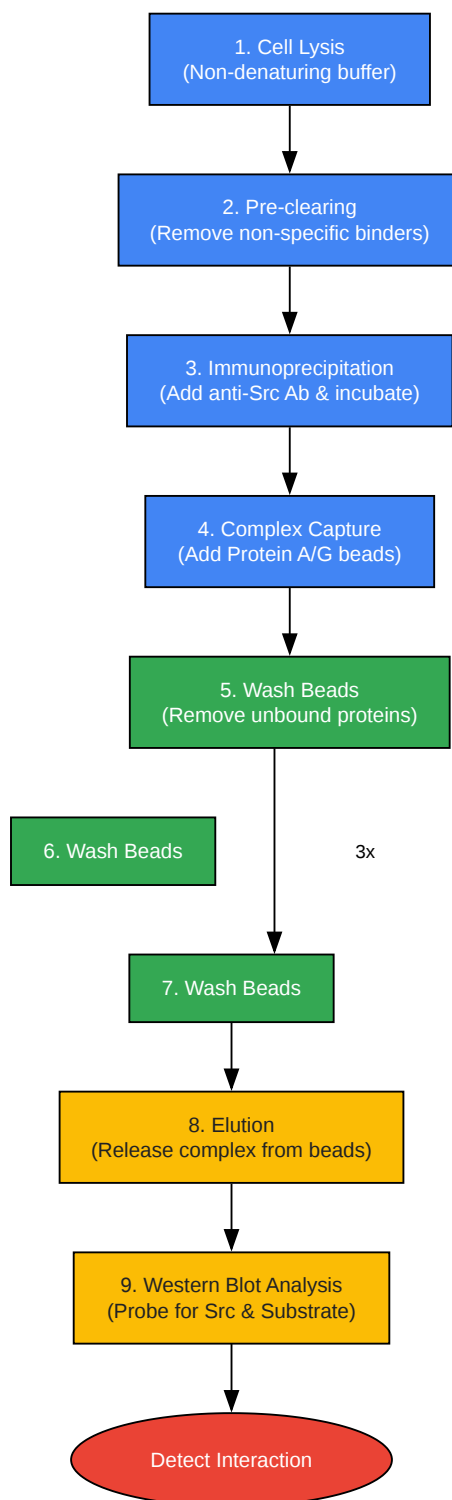 1. Cell Lysis
(Non-denaturing buffer)
2. Pre-clearing
(Remove non-specific binders)
3. Immunoprecipitation
(Add anti-Src Ab & incubate)
4. Complex Capture
(Add Protein A/G beads)
5. Wash Beads
(Remove unbound proteins)
6. Wash Beads
3x
7. Wash Beads
8. Elution
(Release complex from beads)
9. Western Blot Analysis
(Probe for Src & Substrate)
Detect Interaction